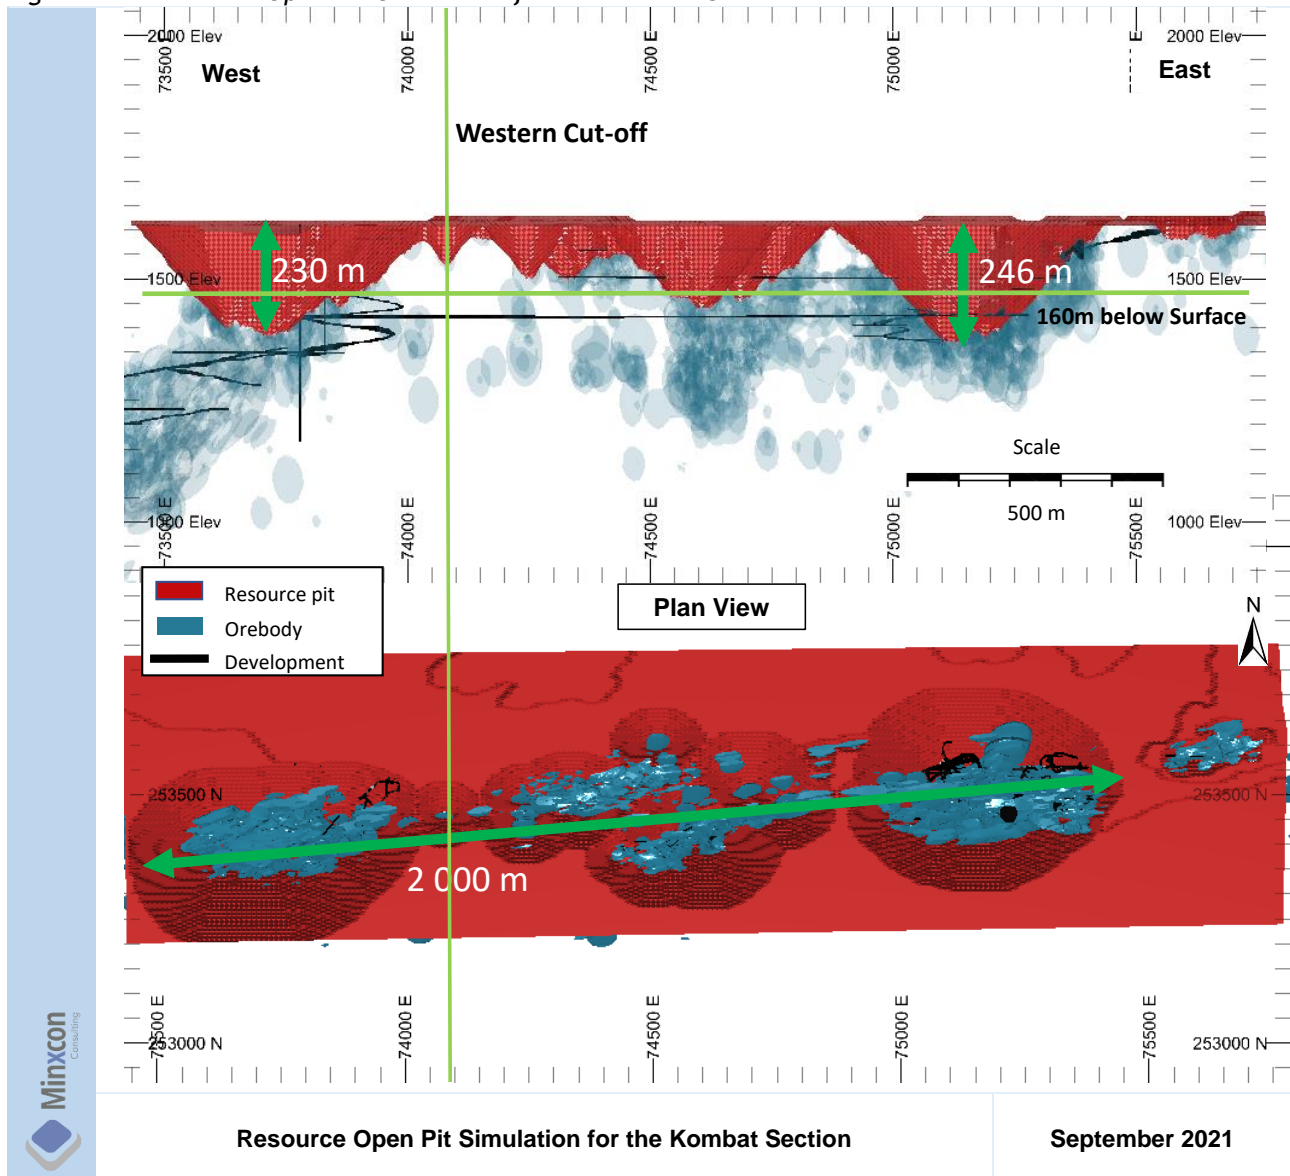 2000 Elev
73500 E
74000 E
74500 E
75000 E
E
2000 Elev
West
East
Western Cut-off
230 m
246 m
1500 Elev
1500 Elev
160m below Surface
Scale
500 m
1000 Elev
73500 E
74000 E
74500 E
75000 E
75500 E
1000 Elev
Resource pit
Orebody
Development
Plan View
N
253500 N
253500 N
2 000 m
74000 E
74500 E
75000 E
75500 E
253000 N
253000 N
Minxcon
Consulting
Resource Open Pit Simulation for the Kombat Section
September 2021